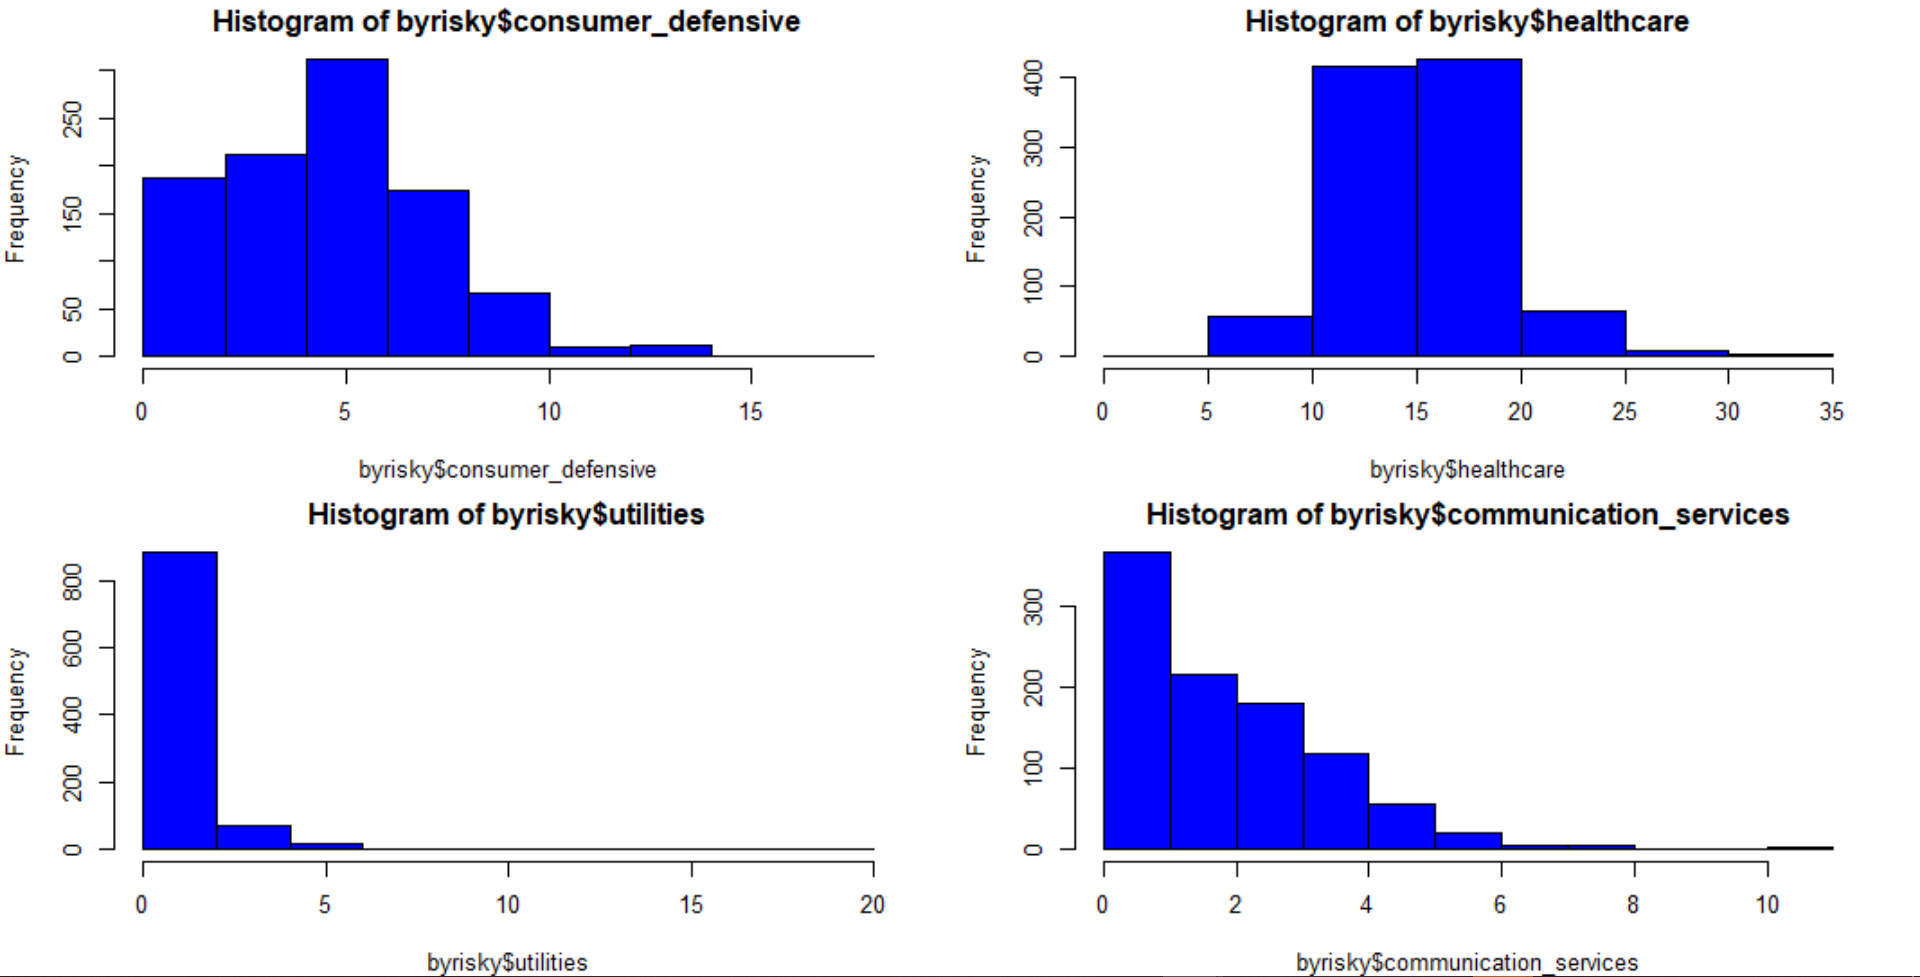 Histogram of byrisky$consumer_defensive
Frequency
0 50 150 250
0 5 10 15
byrisky$consumer_defensive
Histogram of byrisky$healthcare
Frequency
0 100 200 300 400
0 5 10 15 20 25 30 35
byrisky$healthcare
Histogram of byrisky$utilities
Frequency
0 200 400 600 800
0 5 10 15 20
byrisky$utilities
Histogram of byrisky$communication_services
Frequency
0 100 200 300
0 2 4 6 8 10
byrisky$communication_services